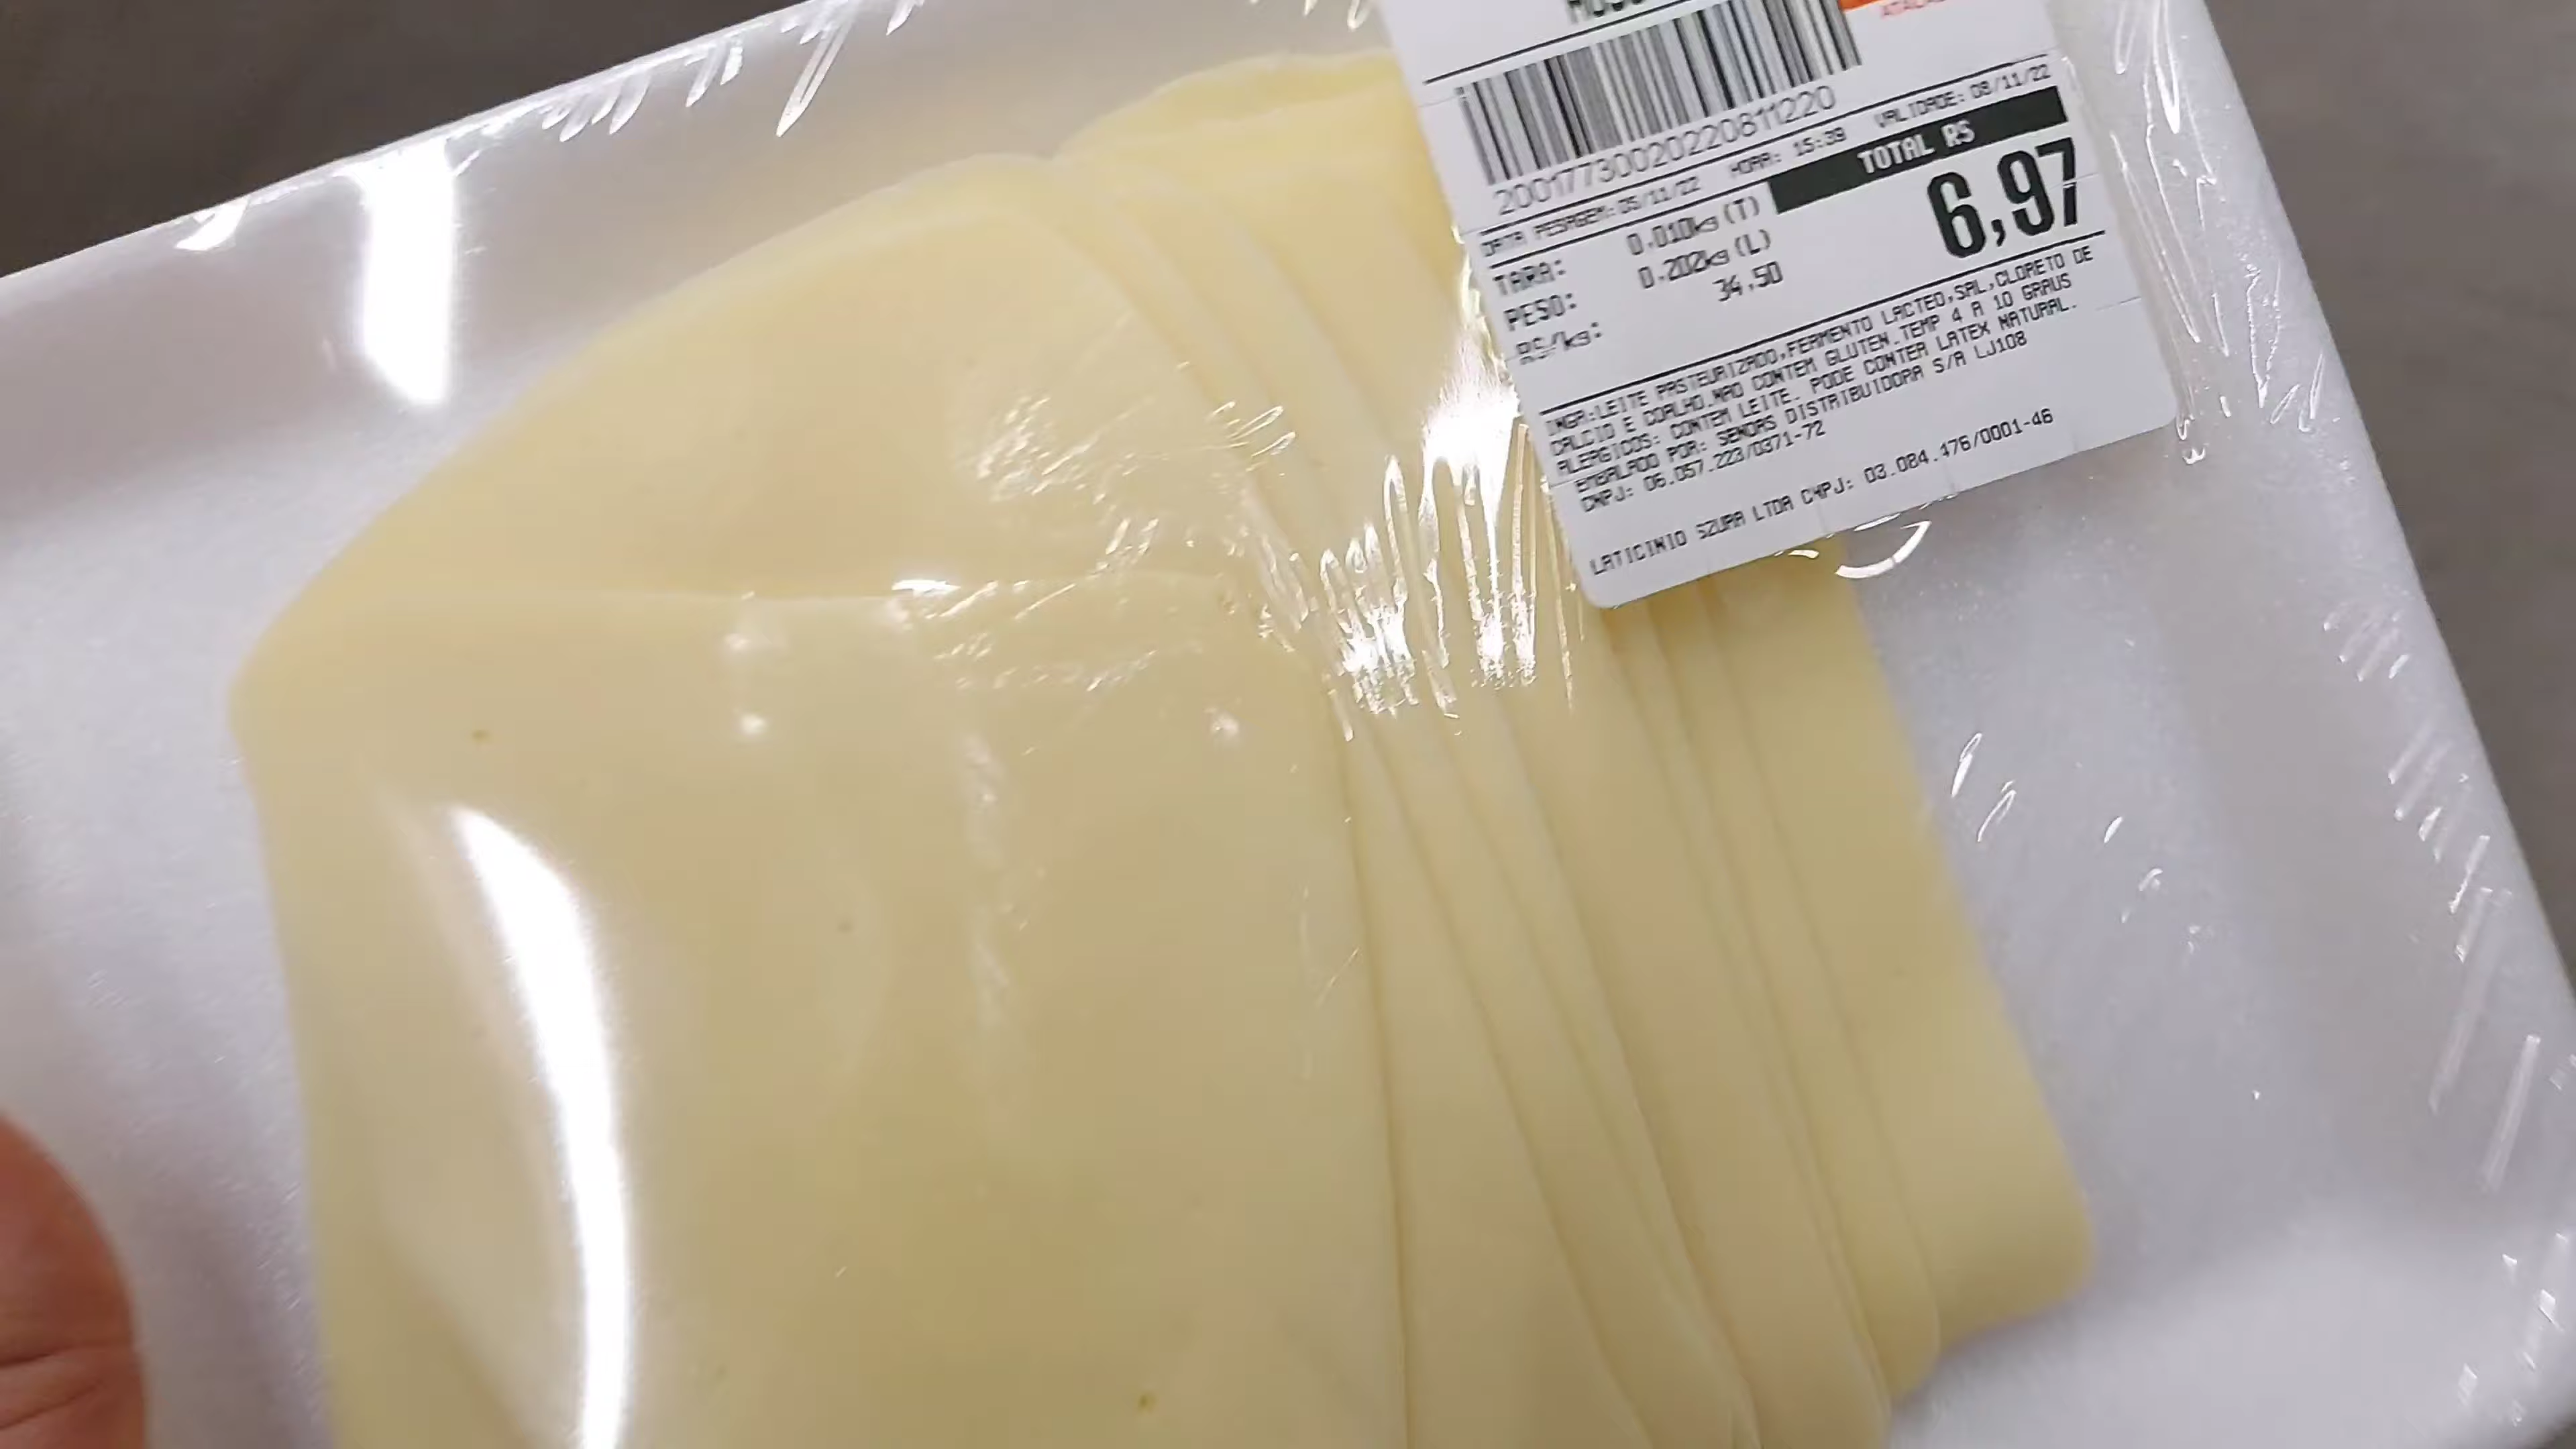 20017730020220811220
DATA PESAGEM: 05/11/22 HORA: 15:39 VALIDADE: 08/11/22
TARA: 0.010kg (T)
PESO: 0.202kg (L)
R$/kg: 34,50
TOTAL R$
6,97
INGR:LEITE PASTEURIZADO,FERMENTO LACTEO,SAL,CLORETO DE
CALCIO E COALHO.NAO CONTEM GLUTEN.TEMP 4 A 10 GRAUS
ALERGICOS: CONTEM LEITE. PODE CONTER LATEX NATURAL.
EMBALADO POR: SENDAS DISTRIBUIDORA S/A LJ108
CNPJ: 06.057.223/0371-72
LATICINIO SZURA LTDA CNPJ: 03.084.176/0001-46